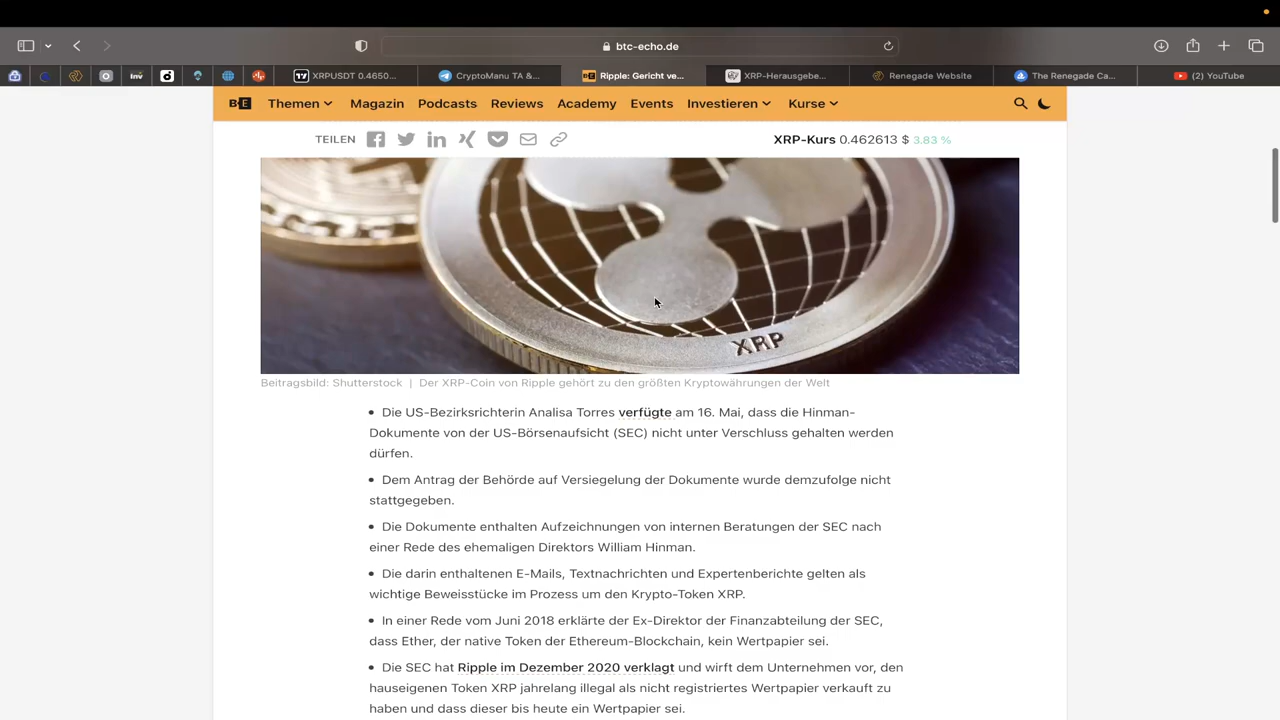 btc-echo.de
inv
XRPUSDT 0.4650...
CryptoManu TA &...
Ripple: Gericht ve...
XRP-Herausgebe...
Renegade Website
The Renegade Ca...
(2) YouTube
B•E
Themen
Magazin
Podcasts
Reviews
Academy
Events
Investieren
Kurse
TEILEN
XRP-Kurs 0.462613 $ 3.83 %
XRP
Beitragsbild: Shutterstock | Der XRP-Coin von Ripple gehört zu den größten Kryptowährungen der Welt
• Die US-Bezirksrichterin Analisa Torres verfügte am 16. Mai, dass die Hinman-
Dokumente von der US-Börsenaufsicht (SEC) nicht unter Verschluss gehalten werden
dürfen.
• Dem Antrag der Behörde auf Versiegelung der Dokumente wurde demzufolge nicht
stattgegeben.
• Die Dokumente enthalten Aufzeichnungen von internen Beratungen der SEC nach
einer Rede des ehemaligen Direktors William Hinman.
• Die darin enthaltenen E-Mails, Textnachrichten und Expertenberichte gelten als
wichtige Beweisstücke im Prozess um den Krypto-Token XRP.
• In einer Rede vom Juni 2018 erklärte der Ex-Direktor der Finanzabteilung der SEC,
dass Ether, der native Token der Ethereum-Blockchain, kein Wertpapier sei.
• Die SEC hat Ripple im Dezember 2020 verklagt und wirft dem Unternehmen vor, den
hauseigenen Token XRP jahrelang illegal als nicht registriertes Wertpapier verkauft zu
haben und dass dieser bis heute ein Wertpapier sei.